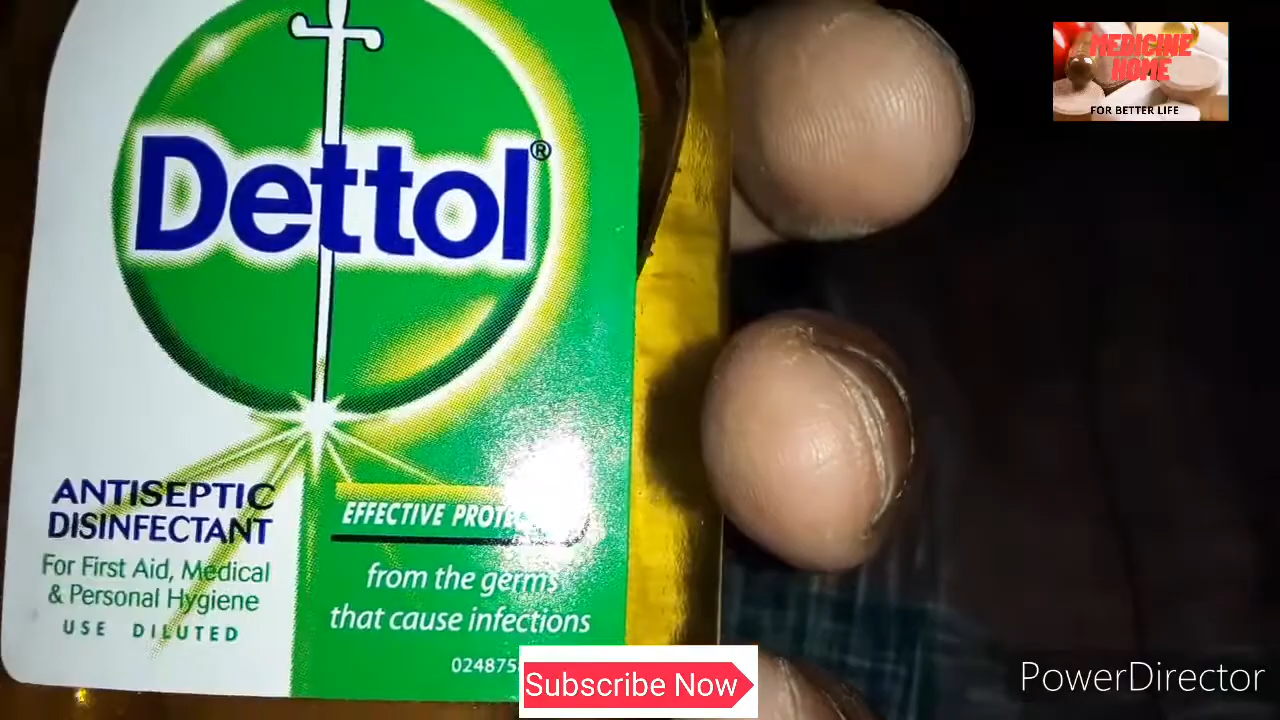 Dettol®
ANTISEPTIC
DISINFECTANT
For First Aid, Medical
& Personal Hygiene
USE DILUTED
EFFECTIVE
from the germs
that cause infections
MEDICINE
HOME
FOR BETTER LIFE
Subscribe Now
PowerDirector